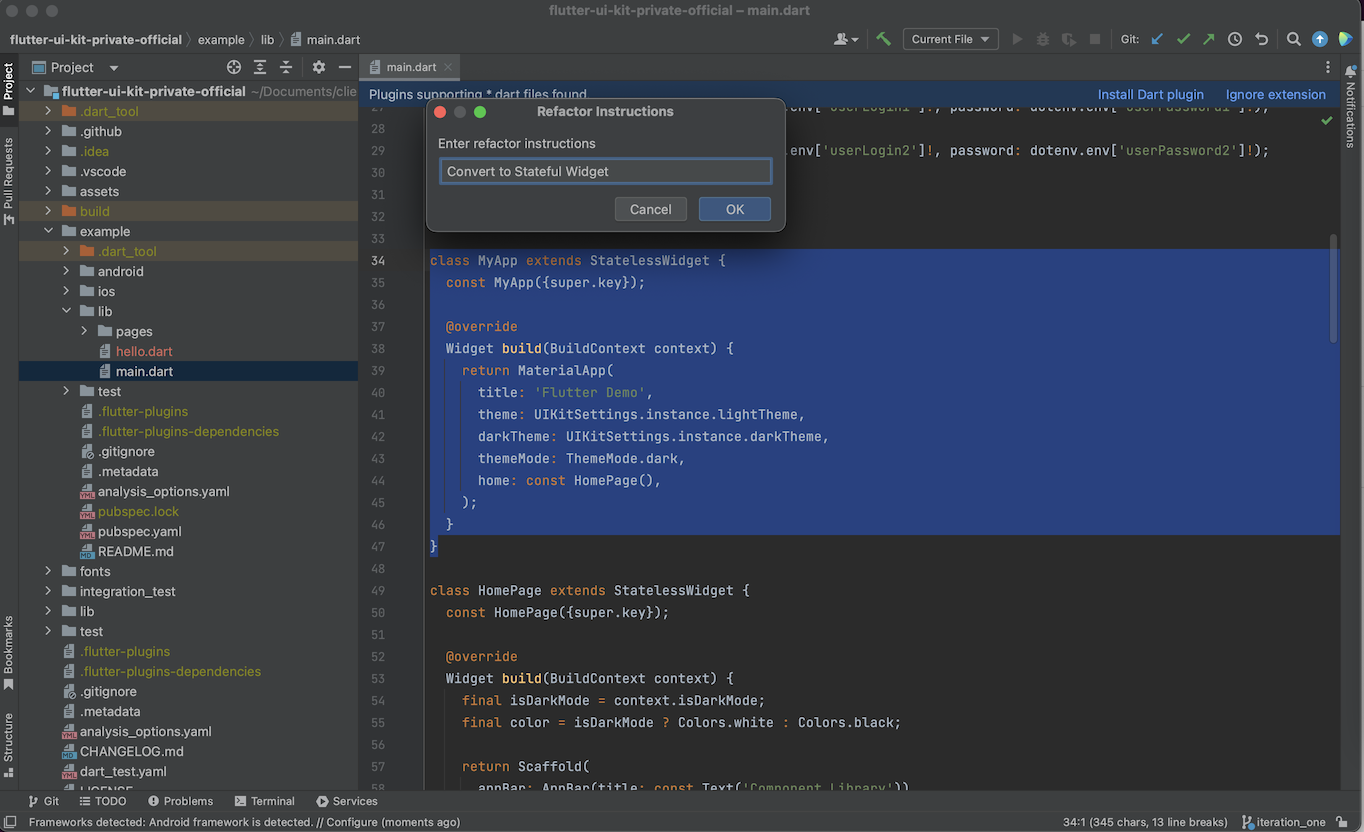 flutter-ui-kit-private-official – main.dart
flutter-ui-kit-private-official example lib main.dart Current File Git:
Project main.dart
Project
Pull Requests
Bookmarks
Structure
Notifications
flutter-ui-kit-private-official ~/Documents/clie
.dart_tool
.github
.idea
.vscode
assets
build
example
.dart_tool
android
ios
lib
pages
hello.dart
main.dart
test
.flutter-plugins
.flutter-plugins-dependencies
.gitignore
.metadata
analysis_options.yaml
pubspec.lock
pubspec.yaml
README.md
fonts
integration_test
lib
test
.flutter-plugins
.flutter-plugins-dependencies
.gitignore
.metadata
analysis_options.yaml
CHANGELOG.md
dart_test.yaml
LICENSE
Plugins supporting *.dart files found. Install Dart plugin Ignore extension
Refactor Instructions
Enter refactor instructions
Convert to Stateful Widget
Cancel OK
27 .env['userLogin1']!, password: dotenv.env['userPassword1']!);
28
29 .env['userLogin2']!, password: dotenv.env['userPassword2']!);
30
31
32
33
34 class MyApp extends StatelessWidget {
35 const MyApp({super.key});
36
37 @override
38 Widget build(BuildContext context) {
39 return MaterialApp(
40 title: 'Flutter Demo',
41 theme: UIKitSettings.instance.lightTheme,
42 darkTheme: UIKitSettings.instance.darkTheme,
43 themeMode: ThemeMode.dark,
44 home: const HomePage(),
45 );
46 }
47 }
48
49 class HomePage extends StatelessWidget {
50 const HomePage({super.key});
51
52 @override
53 Widget build(BuildContext context) {
54 final isDarkMode = context.isDarkMode;
55 final color = isDarkMode ? Colors.white : Colors.black;
56
57 return Scaffold(
58 appBar: AppBar(title: const Text('Component Library'))
Git TODO Problems Terminal Services
Frameworks detected: Android framework is detected. // Configure (moments ago) 34:1 (345 chars, 13 line breaks) iteration_one